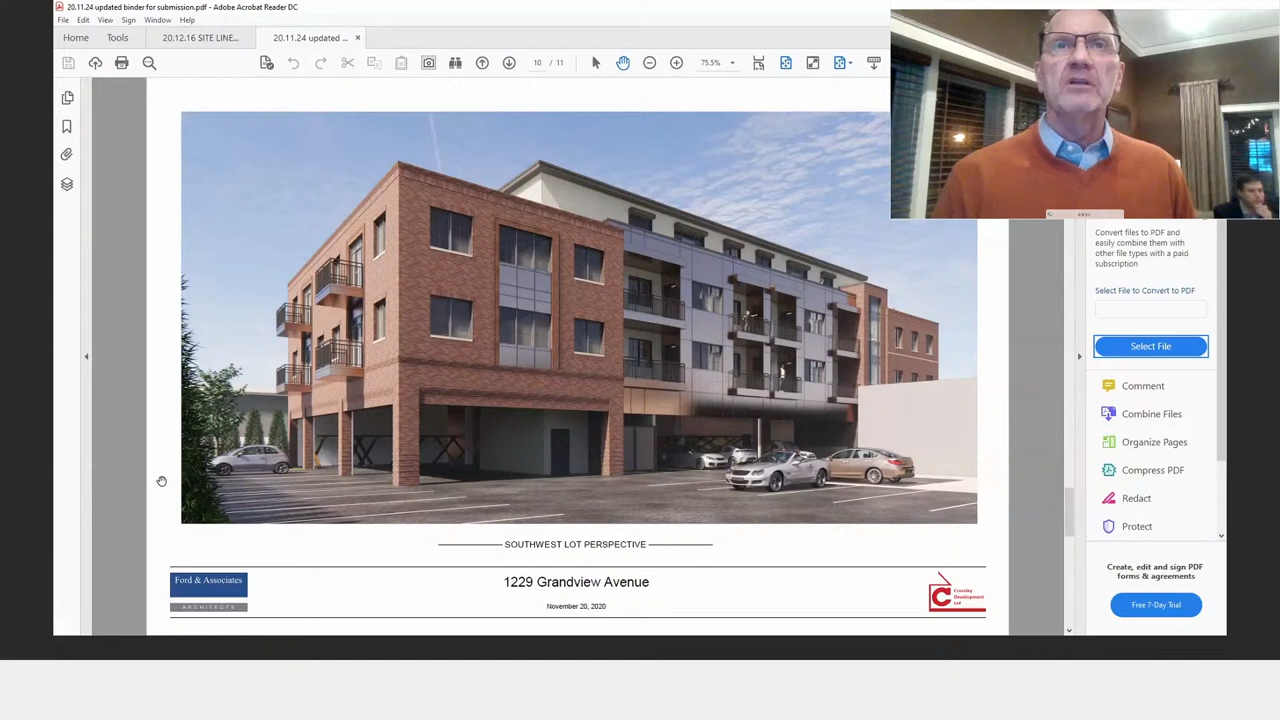 20.11.24 updated binder for submission.pdf - Adobe Acrobat Reader DC
File Edit View Sign Window Help
Home Tools 20.12.16 SITE LINE... 20.11.24 updated ... ×
10 / 11 75.5%
Convert files to PDF and
easily combine them with
other file types with a paid
subscription
Select File to Convert to PDF
Select File
Comment
Combine Files
Organize Pages
Compress PDF
Redact
Protect
Create, edit and sign PDF
forms & agreements
Free 7-Day Trial
SOUTHWEST LOT PERSPECTIVE
Ford & Associates
ARCHITECTS
1229 Grandview Avenue
November 20, 2020
C
Crossing
Development
Ltd